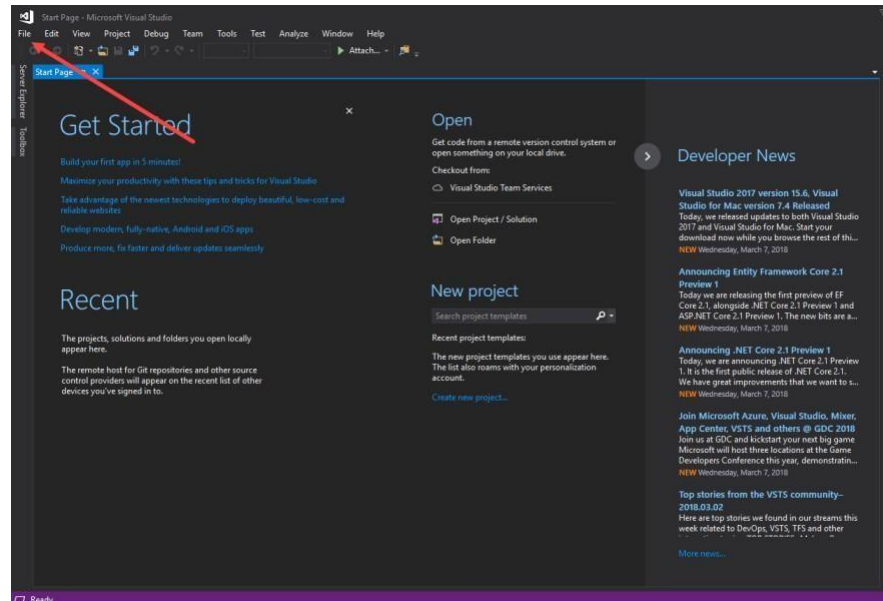 Start Page - Microsoft Visual Studio
File Edit View Project Debug Team Tools Test Analyze Window Help
Attach...
Server Explorer
Toolbox
Start Page
Get Started
Build your first app in 5 minutes!
Maximize your productivity with these tips and tricks for Visual Studio
Take advantage of the newest technologies to deploy beautiful, low-cost and
reliable websites
Develop modern, fully-native, Android and iOS apps
Produce more, fix faster and deliver updates seamlessly
Recent
The projects, solutions and folders you open locally
appear here.
The remote host for Git repositories and other source
control providers will appear on the recent list of other
devices you've signed in to.
Open
Get code from a remote version control system or
open something on your local drive.
Checkout from:
Visual Studio Team Services
Open Project / Solution
Open Folder
New project
Search project templates
Recent project templates:
The new project templates you use appear here.
The list also roams with your personalization
account.
Create new project...
Developer News
Visual Studio 2017 version 15.6, Visual
Studio for Mac version 7.4 Released
Today, we released updates to both Visual Studio
2017 and Visual Studio for Mac. Start your
download now while you browse the rest of thi...
NEW Wednesday, March 7, 2018
Announcing Entity Framework Core 2.1
Preview 1
Today we are releasing the first preview of EF
Core 2.1, alongside .NET Core 2.1 Preview 1 and
ASP.NET Core 2.1 Preview 1. The new bits are a...
NEW Wednesday, March 7, 2018
Announcing .NET Core 2.1 Preview 1
Today, we are announcing .NET Core 2.1 Preview
1. It is the first public release of .NET Core 2.1.
We have great improvements that we want to s...
NEW Wednesday, March 7, 2018
Join Microsoft Azure, Visual Studio, Mixer,
App Center, VSTS and others @ GDC 2018
Join us at GDC and kickstart your next big game
Microsoft will host three locations at the Game
Developers Conference this year, demonstratin...
NEW Wednesday, March 7, 2018
Top stories from the VSTS community–
2018.03.02
Here are top stories we found in our streams this
week related to DevOps, VSTS, TFS and other
More news...
Ready